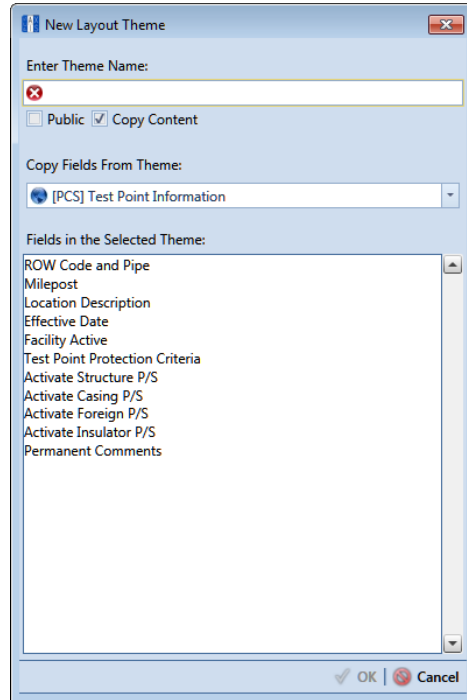 New Layout Theme
Enter Theme Name:
Public Copy Content
Copy Fields From Theme:
[PCS] Test Point Information
Fields in the Selected Theme:
ROW Code and Pipe
Milepost
Location Description
Effective Date
Facility Active
Test Point Protection Criteria
Activate Structure P/S
Activate Casing P/S
Activate Foreign P/S
Activate Insulator P/S
Permanent Comments
OK | Cancel